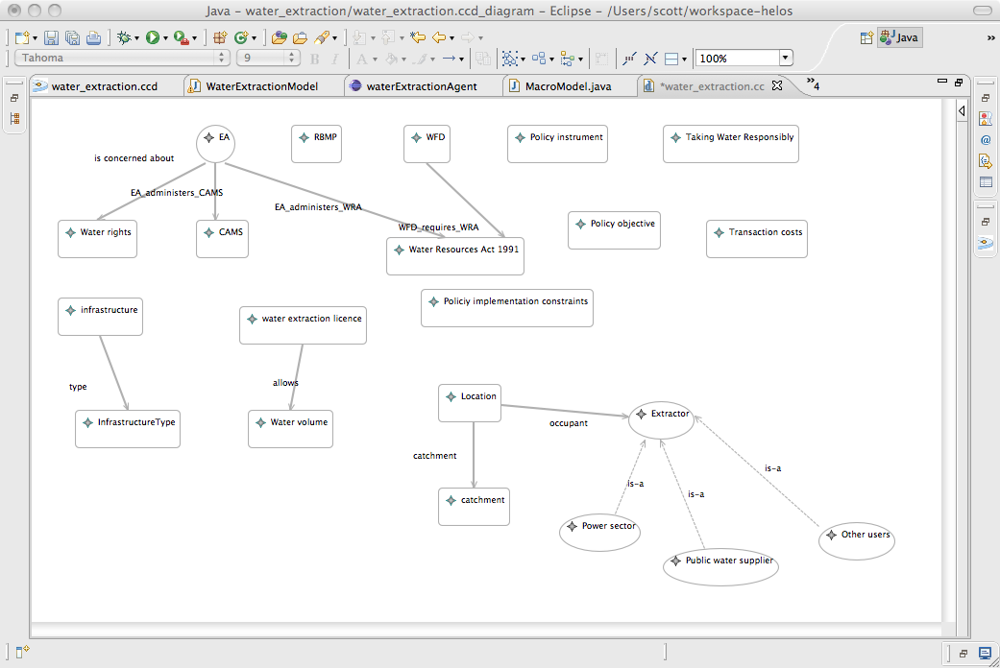 Java – water_extraction/water_extraction.ccd_diagram – Eclipse – /Users/scott/workspace-helos
Java
»
Tahoma 9 B I A 100%
water_extraction.ccd WaterExtractionModel waterExtractionAgent MacroModel.java *water_extraction.cc »4
EA RBMP WFD Policy instrument Taking Water Responsibly
is concerned about
EA_administers_CAMS
EA_administers_WRA
WFD_requires_WRA
Water rights CAMS Policy objective Transaction costs
Water Resources Act 1991
infrastructure water extraction licence Policiy implementation constraints
type allows
InfrastructureType Water volume Location Extractor
occupant
catchment
catchment
is-a
is-a
is-a
Power sector Public water supplier Other users